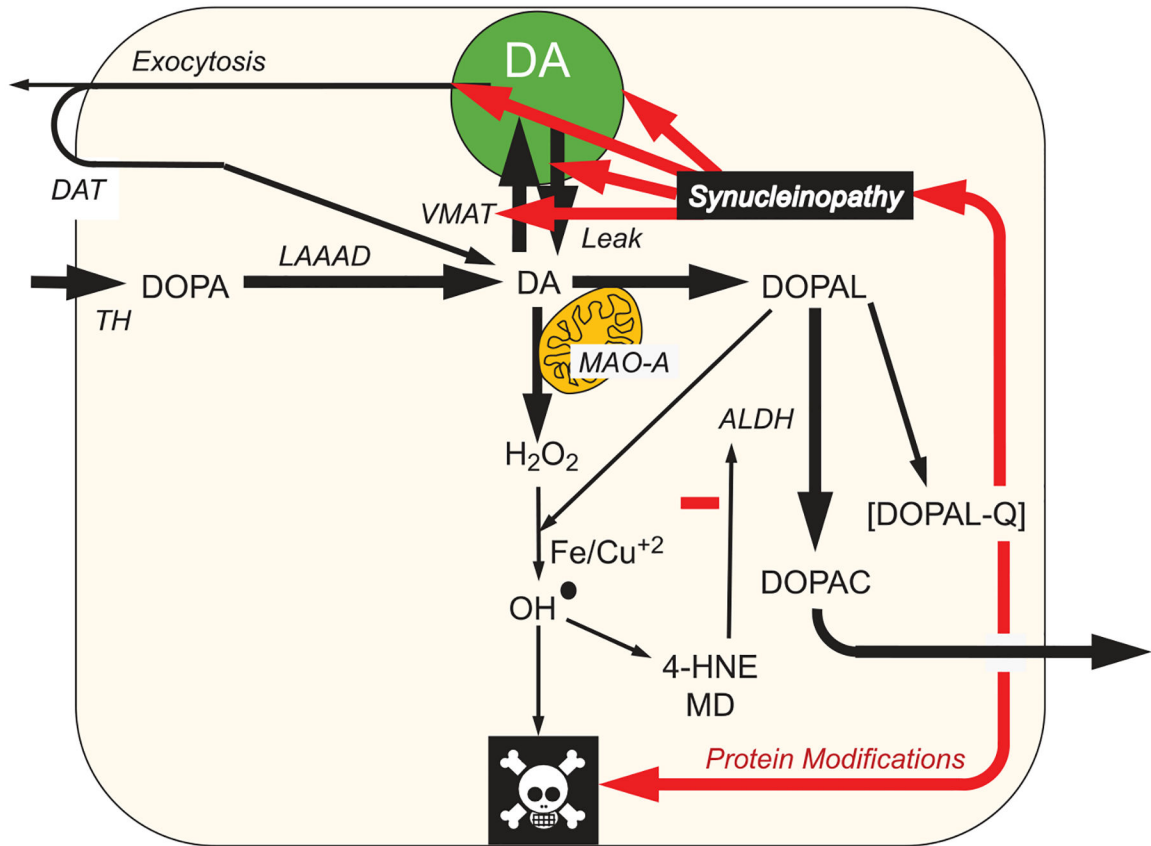 DA
Exocytosis
DAT
VMAT
Synucleinopathy
Leak
LAAAD
TH
DOPA
DA
DOPAL
MAO-A
ALDH
H₂O₂
[DOPAL-Q]
Fe/Cu⁺²
DOPAC
OH●
4-HNE
MD
Protein Modifications